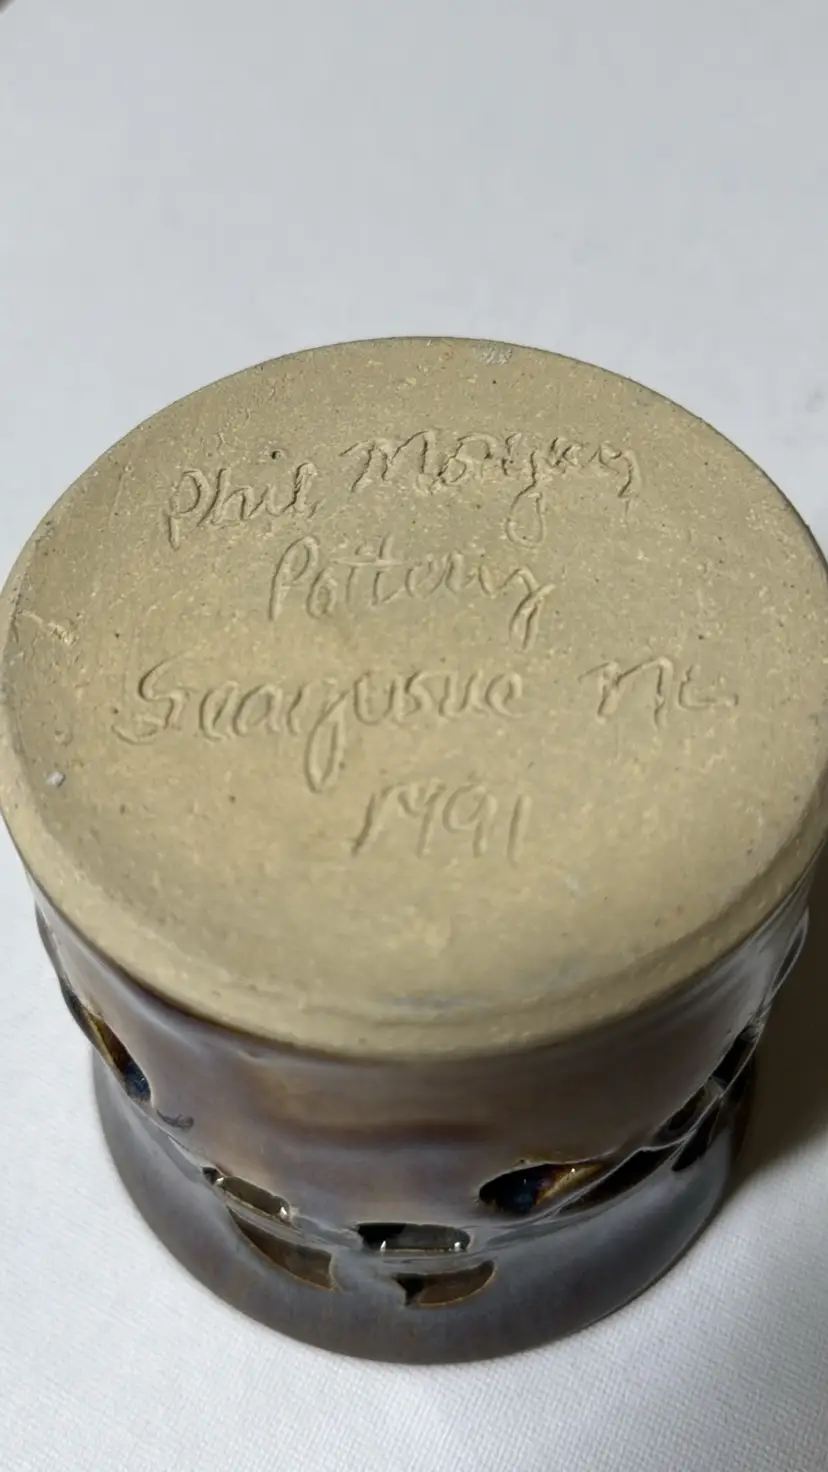 Phil Morgan
Pottery
Seagrove NC
1991